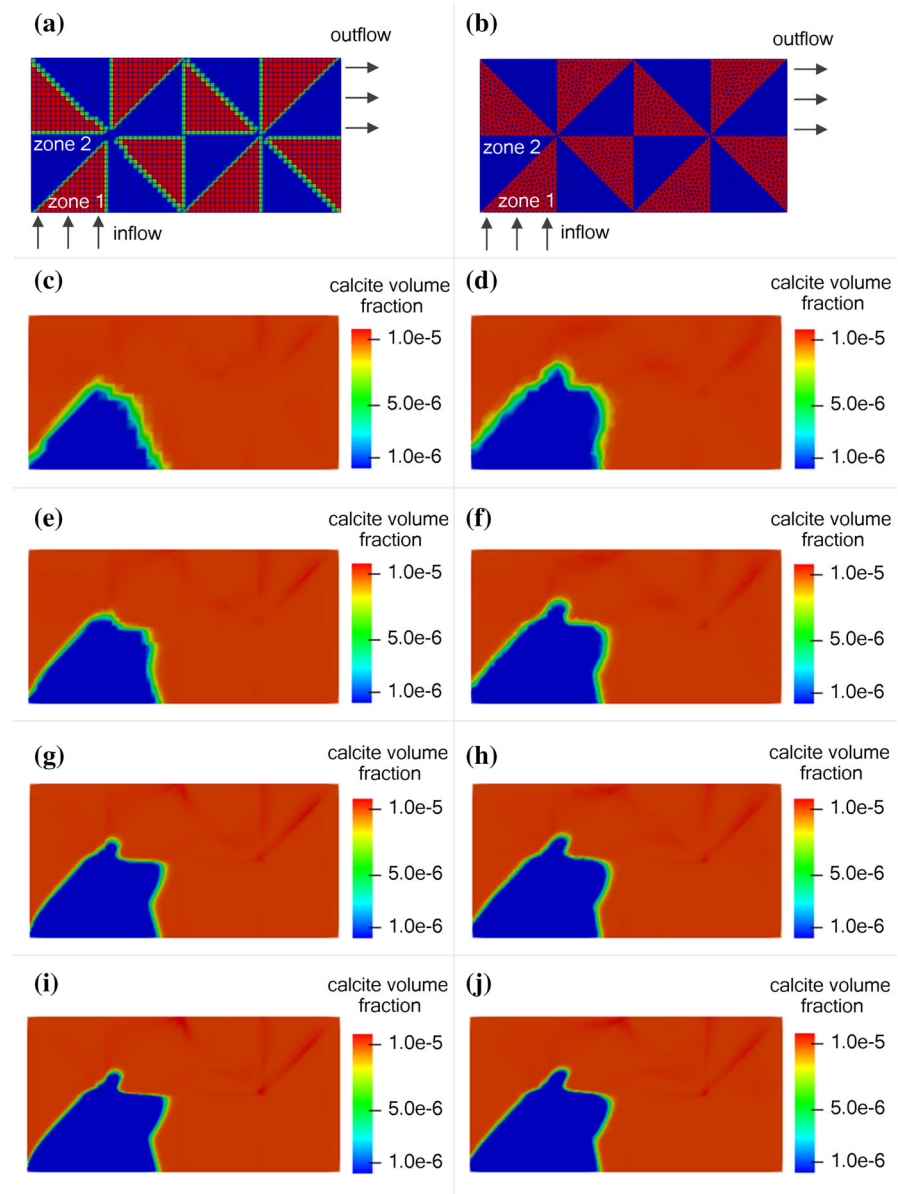 (a)
outflow
zone 2
zone 1
inflow
(b)
outflow
zone 2
zone 1
inflow
(c)
calcite volume
fraction
1.0e-5
5.0e-6
1.0e-6
(d)
calcite volume
fraction
1.0e-5
5.0e-6
1.0e-6
(e)
calcite volume
fraction
1.0e-5
5.0e-6
1.0e-6
(f)
calcite volume
fraction
1.0e-5
5.0e-6
1.0e-6
(g)
calcite volume
fraction
1.0e-5
5.0e-6
1.0e-6
(h)
calcite volume
fraction
1.0e-5
5.0e-6
1.0e-6
(i)
calcite volume
fraction
1.0e-5
5.0e-6
1.0e-6
(j)
calcite volume
fraction
1.0e-5
5.0e-6
1.0e-6